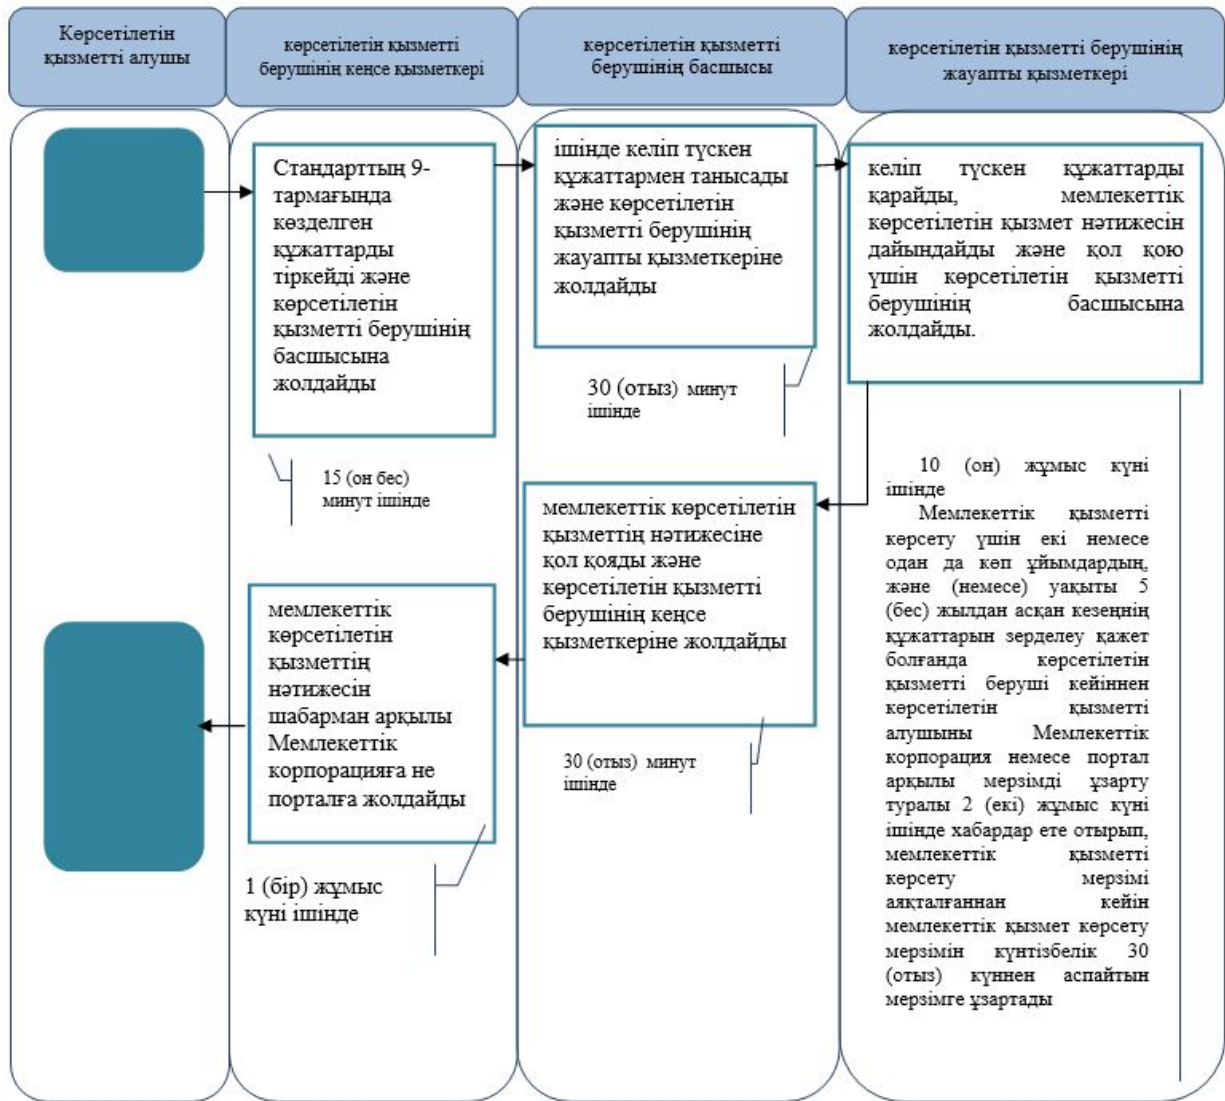 Көрсетілетін
қызметті алушы
көрсетілетін қызметті
берушінің кеңсе қызметкері
көрсетілетін қызметті
берушінің басшысы
көрсетілетін қызметті берушінің
жауапты қызметкері
Стандарттың 9-
тармағында
көзделген
құжаттарды
тіркейді және
көрсетілетін
қызметті берушінің
басшысына
жолдайды
15 (он бес)
минут ішінде
ішінде келіп түскен
құжаттармен танысады
және көрсетілетін
қызметті берушінің
жауапты қызметкеріне
жолдайды
30 (отыз) минут
ішінде
келіп түскен құжаттарды
қарайды, мемлекеттік
көрсетілетін қызмет нәтижесін
дайындайды және қол қою
үшін көрсетілетін қызметті
берушінің басшысына
жолдайды.
10 (он) жұмыс күні
ішінде
Мемлекеттік қызметті
көрсету үшін екі немесе
одан да көп ұйымдардың,
және (немесе) уақыты 5
(бес) жылдан асқан кезеңнің
құжаттарын зерделеу қажет
болғанда көрсетілетін
қызметті беруші кейіннен
көрсетілетін қызметті
алушыны Мемлекеттік
корпорация немесе портал
арқылы мерзімді ұзарту
туралы 2 (екі) жұмыс күні
ішінде хабардар ете отырып,
мемлекеттік қызметті
көрсету мерзімі
аяқталғаннан кейін
мемлекеттік қызмет көрсету
мерзімін күнтізбелік 30
(отыз) күннен аспайтын
мерзімге ұзартады
мемлекеттік көрсетілетін
қызметтің нәтижесіне
қол қояды және
көрсетілетін қызметті
берушінің кеңсе
қызметкеріне жолдайды
30 (отыз) минут
ішінде
мемлекеттік
көрсетілетін
қызметтің
нәтижесін
шабарман арқылы
Мемлекеттік
корпорацияға не
порталға жолдайды
1 (бір) жұмыс
күні ішінде